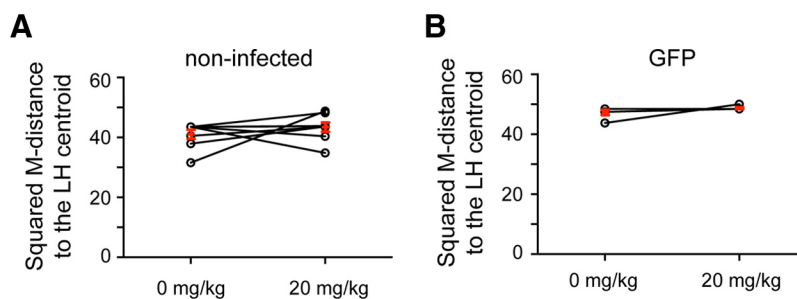 A
non-infected
Squared M-distance
to the LH centroid
60
40
20
0
0 mg/kg
20 mg/kg
B
GFP
Squared M-distance
to the LH centroid
60
40
20
0
0 mg/kg
20 mg/kg